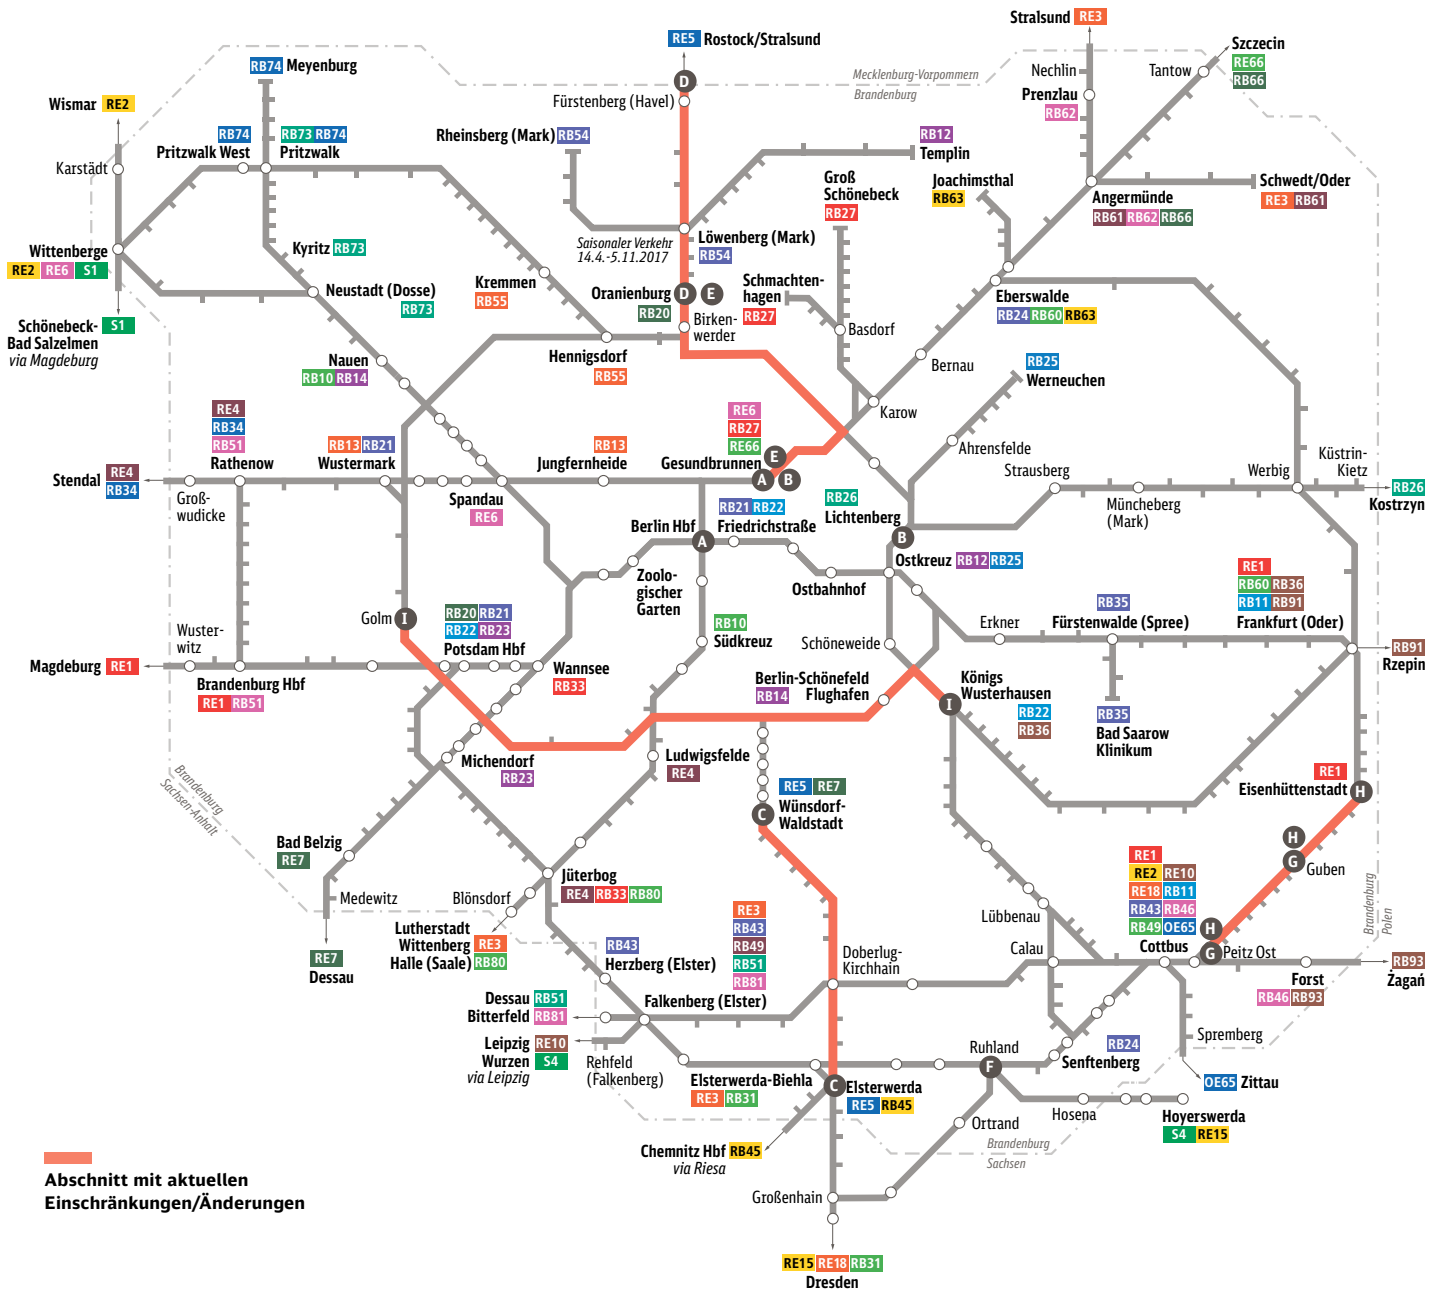 Stralsund RE3
RE5 Rostock/Stralsund
Szczecin
RE66
RB66
Mecklenburg-Vorpommern
Brandenburg
Nechlin
Tantow
Prenzlau
RB62
RB74 Meyenburg
Wismar RE2
D
Fürstenberg (Havel)
RB74
Pritzwalk West
RB73 RB74
Pritzwalk
Rheinsberg (Mark) RB54
RB12
Templin
Karstädt
Groß
Schönebeck
RB27
Joachimsthal
RB63
Angermünde
RB61 RB62 RB66
Schwedt/Oder
RE3 RB61
Wittenberge
RE2 RE6 S1
Kyritz RB73
Saisonaler Verkehr
14.4.-5.11.2017
Löwenberg (Mark)
RB54
Schönebeck-
Bad Salzelmen
via Magdeburg
S1
Neustadt (Dosse)
RB73
Kremmen
RB55
Oranienburg
RB20
D E
Schmachten-
hagen
RB27
Birken-
werder
Basdorf
Eberswalde
RB24 RB60 RB63
Nauen
RB10 RB14
Hennigsdorf
RB55
Bernau
RB25
Werneuchen
Karow
RE4
RB34
RB51
Rathenow
RB13 RB21
Wustermark
RB13
Jungfernheide
RE6
RB27
RE66
Gesundbrunnen
E
A B
Ahrensfelde
Stendal RE4
RB34
Groß-
wudicke
Spandau
RE6
Strausberg
Werbig
Küstrin-
Kietz
RB26
Kostrzyn
Müncheberg
(Mark)
RB21 RB22
Friedrichstraße
Berlin Hbf
A
RB26
Lichtenberg
B
Ostkreuz RB12 RB25
Zoolo-
gischer
Garten
Ostbahnhof
RE1
RB60 RB36
RB11 RB91
Frankfurt (Oder)
Golm I
RB20 RB21
RB22 RB23
Potsdam Hbf
RB10
Südkreuz
Schöneweide
Erkner
RB35
Fürstenwalde (Spree)
Wuster-
witz
Magdeburg RE1
Brandenburg Hbf
RE1 RB51
Wannsee
RB33
Berlin-Schönefeld
Flughafen
RB14
Königs
Wusterhausen
I
RB22
RB36
RB91
Rzepin
RB35
Bad Saarow
Klinikum
Michendorf
RB23
Ludwigsfelde
RE4
RE5 RE7
Wünsdorf-
Waldstadt
C
RE1
Eisenhüttenstadt
H
Brandenburg
Sachsen-Anhalt
Bad Belzig
RE7
H
G
Guben
RE1
RE2 RE10
RE18 RB11
RB43 RB46
RB49 OE65
Cottbus
Medewitz
Blönsdorf
Jüterbog
RE4 RB33 RB80
Lübbenau
Brandenburg
Polen
RE3
RB43
RB49
RB51
RB81
Lutherstadt
Wittenberg RE3
Halle (Saale) RB80
RB43
Herzberg (Elster)
Doberlug-
Kirchhain
Calau
H
G
Peitz Ost
RE7
Dessau
RB93
Żagań
Forst
RB46 RB93
Dessau RB51
Bitterfeld RB81
Falkenberg (Elster)
Leipzig RE10
Wurzen S4
via Leipzig
Rehfeld
(Falkenberg)
Ruhland
F
RB24
Senftenberg
Spremberg
Elsterwerda-Biehla
RE3 RB31
C
Elsterwerda
RE5 RB45
OE65 Zittau
Hosena
Hoyerswerda
S4 RE15
Ortrand
Chemnitz Hbf RB45
via Riesa
Brandenburg
Sachsen
Großenhain
RE15 RE18 RB31
Dresden
Abschnitt mit aktuellen
Einschränkungen/Änderungen